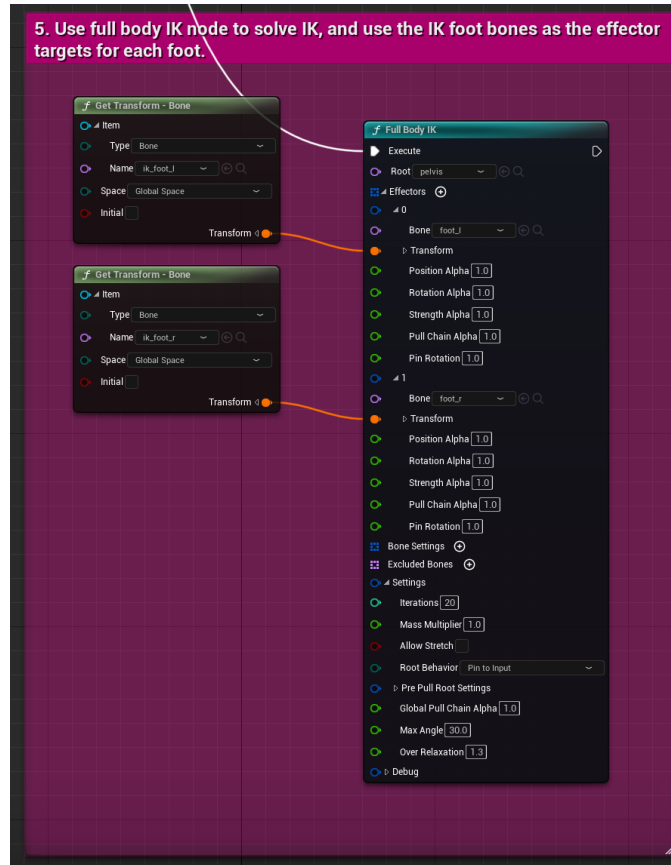 5. Use full body IK node to solve IK, and use the IK foot bones as the effector
targets for each foot.
f Get Transform - Bone
Item
Type Bone
Name ik_foot_l
Space Global Space
Initial
Transform
f Get Transform - Bone
Item
Type Bone
Name ik_foot_r
Space Global Space
Initial
Transform
f Full Body IK
Execute
Root pelvis
Effectors
0
Bone foot_l
Transform
Position Alpha 1.0
Rotation Alpha 1.0
Strength Alpha 1.0
Pull Chain Alpha 1.0
Pin Rotation 1.0
1
Bone foot_r
Transform
Position Alpha 1.0
Rotation Alpha 1.0
Strength Alpha 1.0
Pull Chain Alpha 1.0
Pin Rotation 1.0
Bone Settings
Excluded Bones
Settings
Iterations 20
Mass Multiplier 1.0
Allow Stretch
Root Behavior Pin to Input
Pre Pull Root Settings
Global Pull Chain Alpha 1.0
Max Angle 30.0
Over Relaxation 1.3
Debug